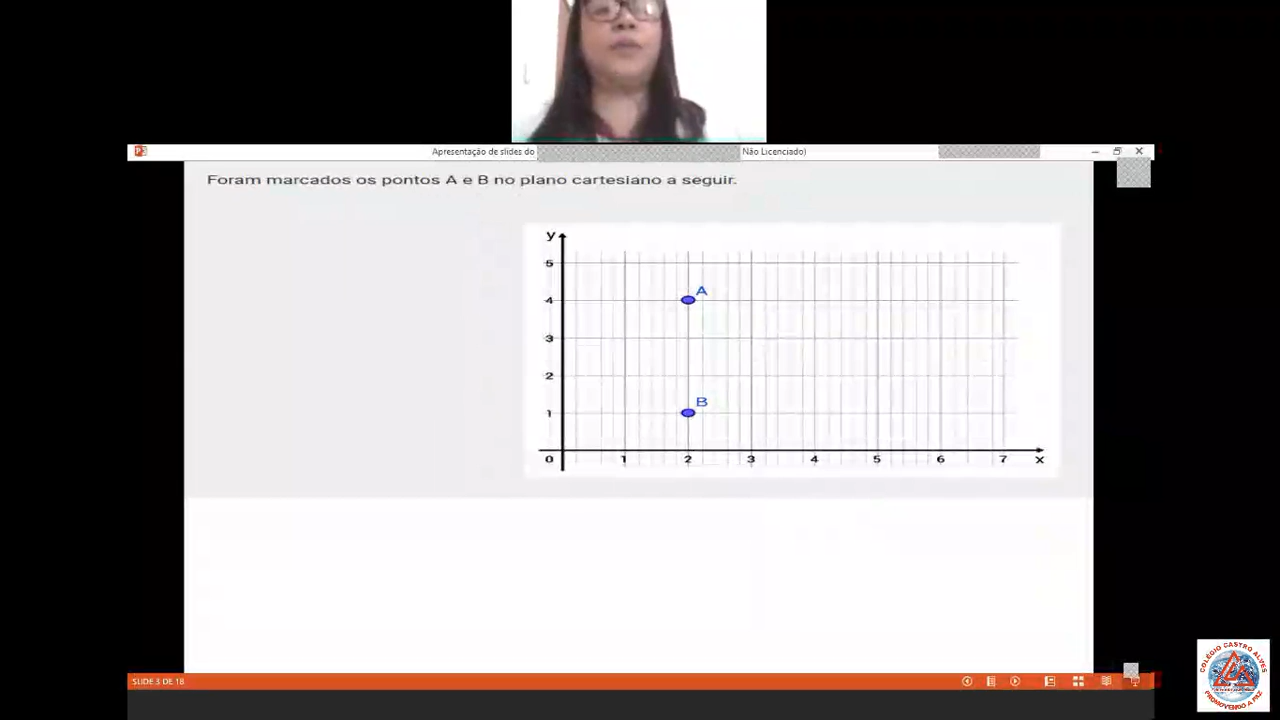 Apresentação de slides do
Não Licenciado)
Foram marcados os pontos A e B no plano cartesiano a seguir.
y
5
A
4
3
2
B
1
0 1 2 3 4 5 6 7 x
SLIDE 3 DE 18
COLÉGIO CASTRO ALVES
PROMOVENDO A PAZ